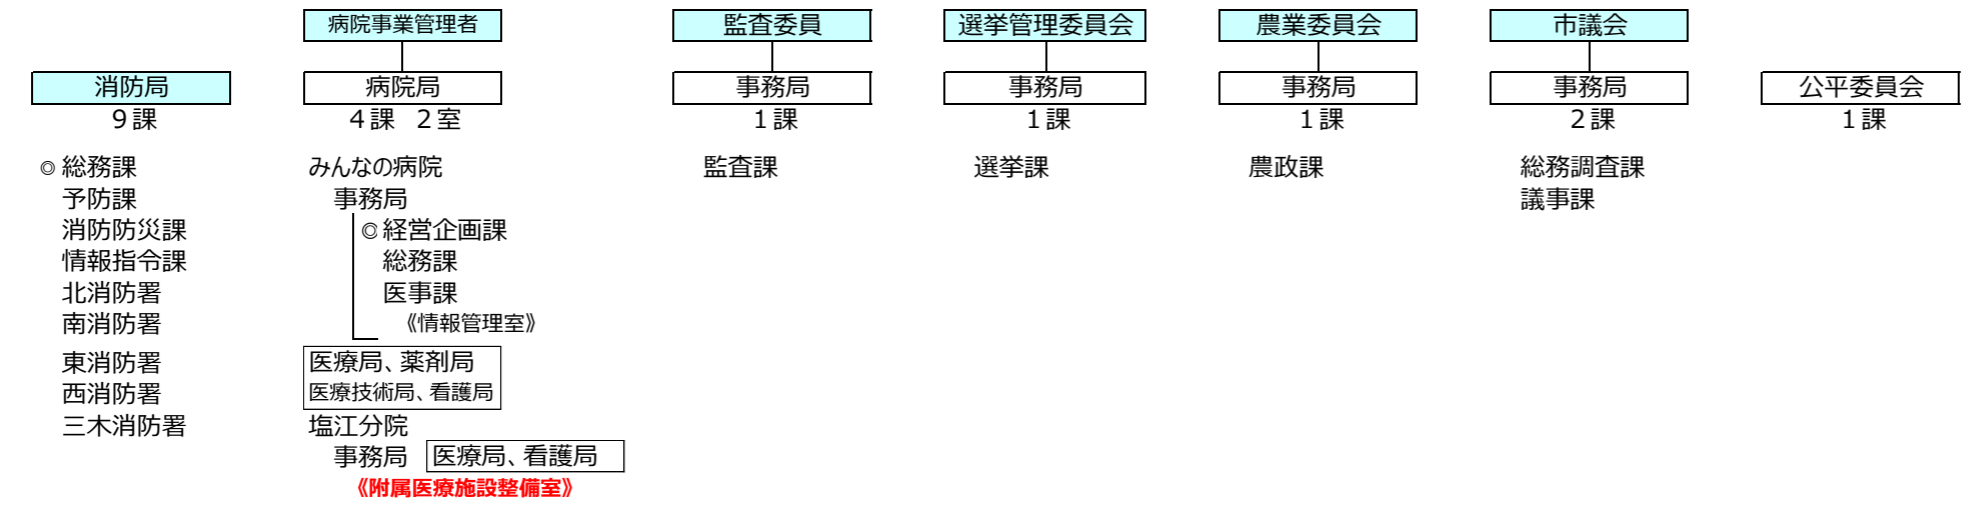 病院事業管理者 監査委員 選挙管理委員会 農業委員会 市議会
消防局 病院局 事務局 事務局 事務局 事務局 公平委員会
９課 ４課 ２室 １課 １課 １課 ２課 １課
◎総務課 みんなの病院 監査課 選挙課 農政課 総務調査課
予防課 事務局 議事課
消防防災課 ◎経営企画課
情報指令課 総務課
北消防署 医事課
南消防署 《情報管理室》
東消防署 医療局、薬剤局
西消防署 医療技術局、看護局
三木消防署 塩江分院
事務局 医療局、看護局
《附属医療施設整備室》